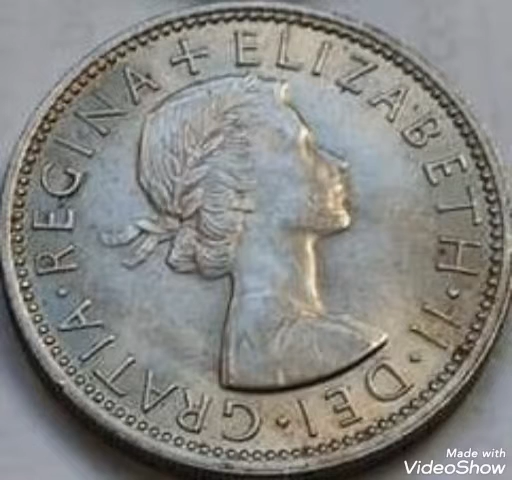 + ELIZABETH · II · DEI · GRATIA · REGINA
Made with
VideoShow